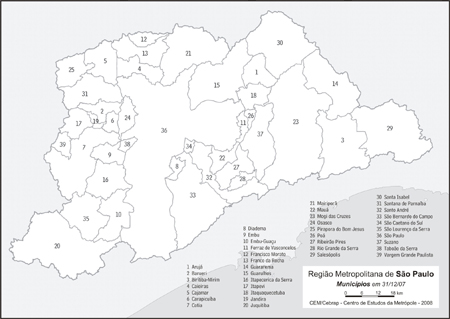 12
30
13
21
25
5
4
1
14
15
31
18
2
24
26
17
19
6
11
36
37
29
23
3
39
7
38
9
32
22
8
27
16
34
28
33
35
10
20
1 Arujá
2 Barueri
3 Biritiba-Mirim
4 Caieiras
5 Cajamar
6 Carapicuíba
7 Cotia
8 Diadema
9 Embu
10 Embu-Guaçu
11 Ferraz de Vasconcelos
12 Francisco Morato
13 Franco da Rocha
14 Guararema
15 Guarulhos
16 Itapecerica da Serra
17 Itapevi
18 Itaquaquecetuba
19 Jandira
20 Juquitiba
21 Mairiporã
22 Mauá
23 Mogi das Cruzes
24 Osasco
25 Pirapora do Bom Jesus
26 Poá
27 Ribeirão Pires
28 Rio Grande da Serra
29 Salesópolis
30 Santa Isabel
31 Santana de Parnaíba
32 Santo André
33 São Bernardo do Campo
34 São Caetano do Sul
35 São Lourenço da Serra
36 São Paulo
37 Suzano
38 Taboão da Serra
39 Vargem Grande Paulista
Região Metropolitana de São Paulo
Municípios em 31/12/07
0 6 12 18 km
CEM/Cebrap - Centro de Estudos da Metrópole - 2008